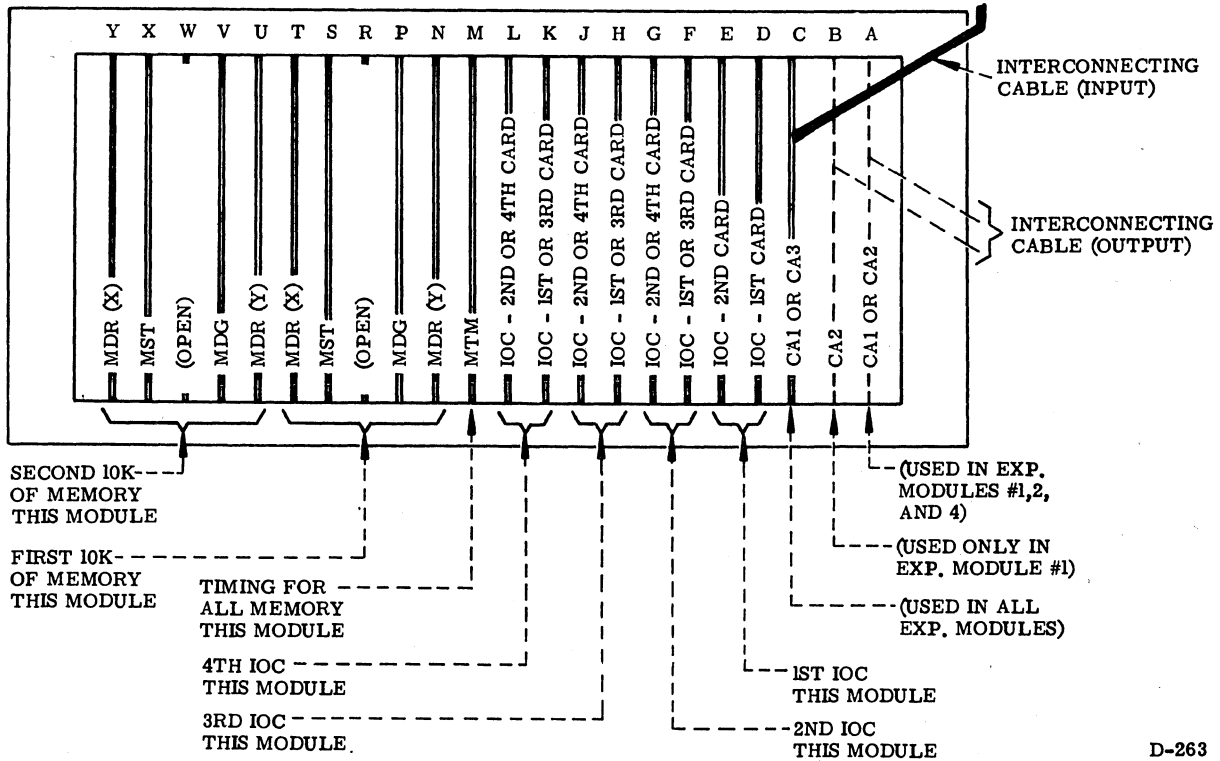 Y X W V U T S R P N M L K J H G F E D C B A
INTERCONNECTING
CABLE (INPUT)
INTERCONNECTING
CABLE (OUTPUT)
MDR (X)
MST
(OPEN)
MDG
MDR (Y)
MDR (X)
MST
(OPEN)
MDG
MDR (Y)
MTM
IOC - 2ND OR 4TH CARD
IOC - 1ST OR 3RD CARD
IOC - 2ND OR 4TH CARD
IOC - 1ST OR 3RD CARD
IOC - 2ND OR 4TH CARD
IOC - 1ST OR 3RD CARD
IOC - 2ND CARD
IOC - 1ST CARD
CA1 OR CA3
CA2
CA1 OR CA2
SECOND 10K
OF MEMORY
THIS MODULE
FIRST 10K
OF MEMORY
THIS MODULE
TIMING FOR
ALL MEMORY
THIS MODULE
4TH IOC
THIS MODULE
3RD IOC
THIS MODULE.
(USED IN EXP.
MODULES #1,2,
AND 4)
(USED ONLY IN
EXP. MODULE #1)
(USED IN ALL
EXP. MODULES)
1ST IOC
THIS MODULE
2ND IOC
THIS MODULE
D-263